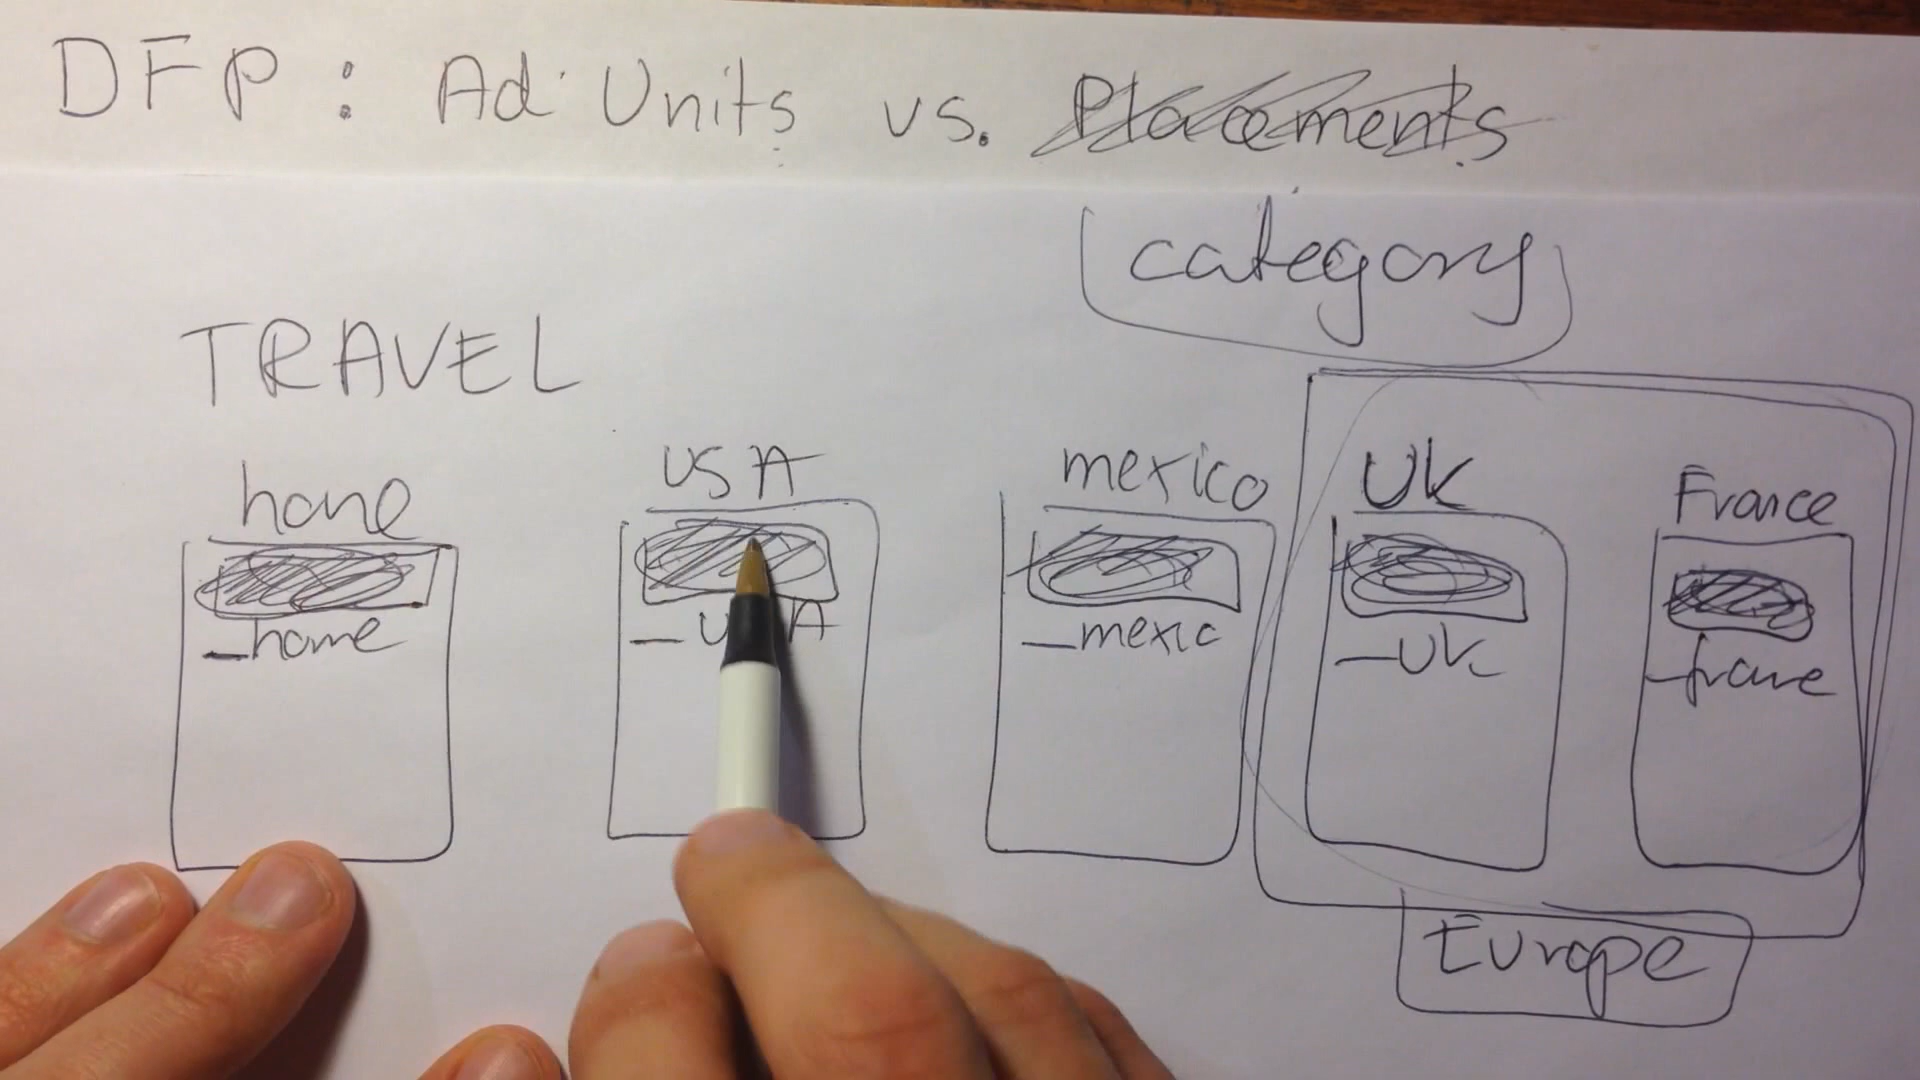 DFP: Ad Units vs. Placements
category
TRAVEL
home
USA
mexico
UK
France
_home
_mexic
_UK
_france
Europe